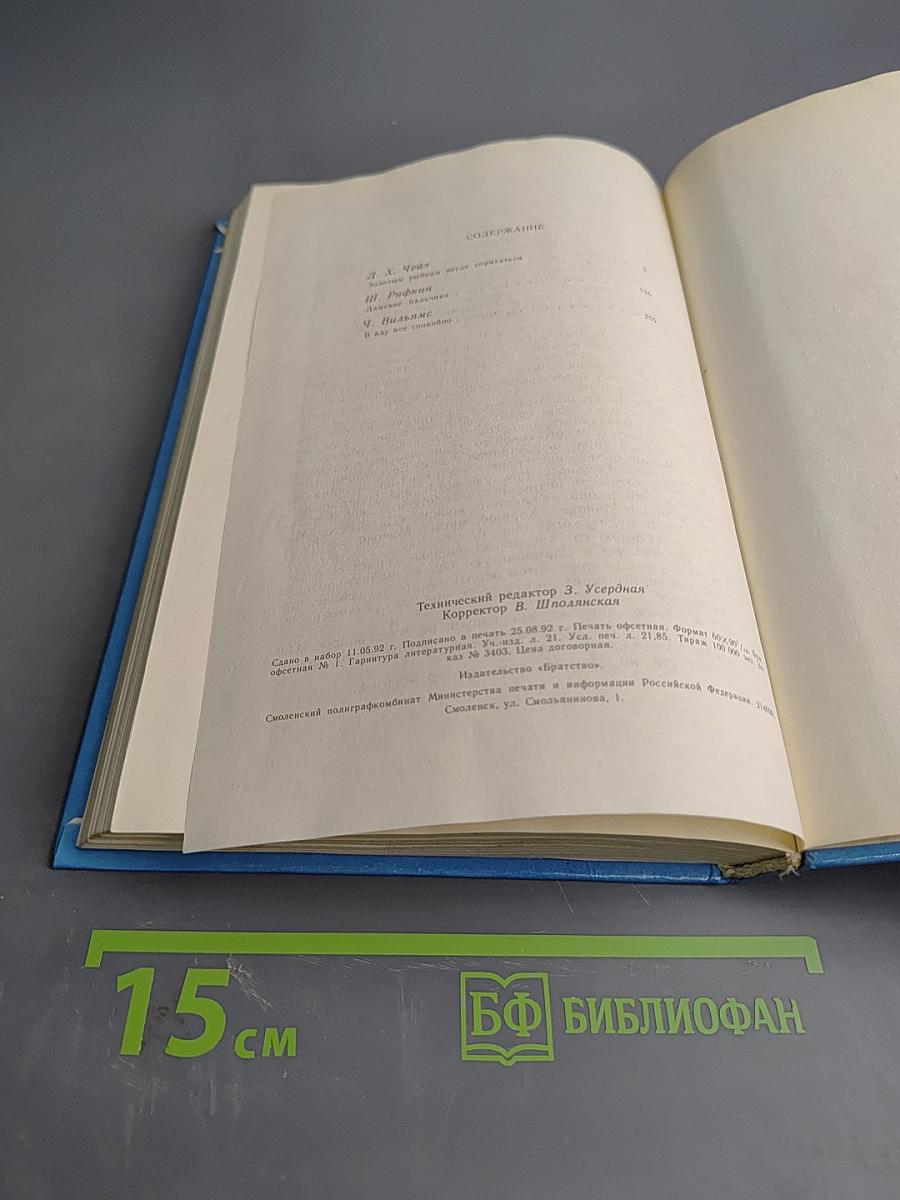 СОДЕРЖАНИЕ
Д. Х. Чейз
Золотым рыбкам негде спрятаться
Ш. Рифкин
Дамские пальчики 136
Ч. Вильямс
В аду все спокойно
Технический редактор З. Усердная
Корректор В. Шполянская
Сдано в набор 11.05.92 г. Подписано в печать 25.08.92 г. Печать офсетная. Формат 60×90
офсетная № 1. Гарнитура литературная. Уч.-изд. л. 21. Усл. печ. л. 21,85. Тираж 100 000 экз. За-
каз № 3403. Цена договорная.
Издательство «Братство».
Смоленский полиграфкомбинат Министерства печати и информации Российской Федерации.
Смоленск, ул. Смольянинова, 1.
15 см
БФ БИБЛИОФАН